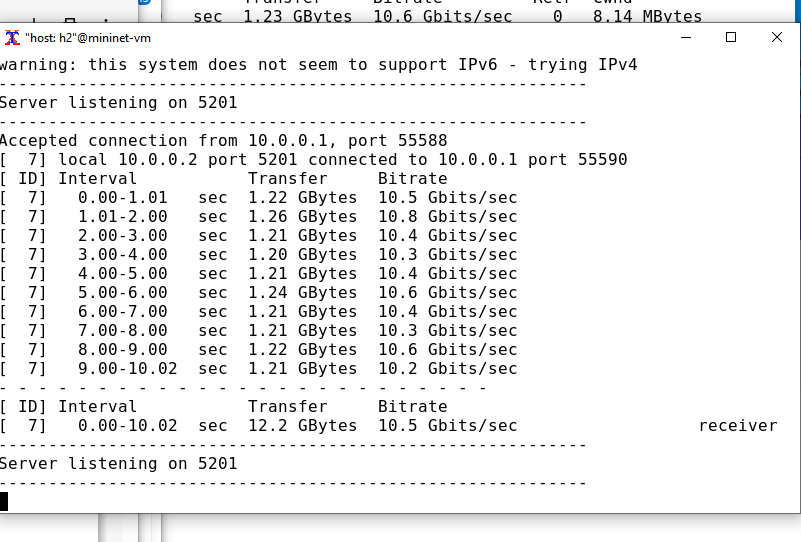 Transfer Bitrate Retr Cwnd
sec 1.23 GBytes 10.6 Gbits/sec 0 8.14 MBytes
"host: h2"@mininet-vm
warning: this system does not seem to support IPv6 - trying IPv4
-----------------------------------------------------------
Server listening on 5201
-----------------------------------------------------------
Accepted connection from 10.0.0.1, port 55588
[  7] local 10.0.0.2 port 5201 connected to 10.0.0.1 port 55590
[ ID] Interval           Transfer     Bitrate
[  7]   0.00-1.01   sec  1.22 GBytes  10.5 Gbits/sec
[  7]   1.01-2.00   sec  1.26 GBytes  10.8 Gbits/sec
[  7]   2.00-3.00   sec  1.21 GBytes  10.4 Gbits/sec
[  7]   3.00-4.00   sec  1.20 GBytes  10.3 Gbits/sec
[  7]   4.00-5.00   sec  1.21 GBytes  10.4 Gbits/sec
[  7]   5.00-6.00   sec  1.24 GBytes  10.6 Gbits/sec
[  7]   6.00-7.00   sec  1.21 GBytes  10.4 Gbits/sec
[  7]   7.00-8.00   sec  1.21 GBytes  10.3 Gbits/sec
[  7]   8.00-9.00   sec  1.22 GBytes  10.6 Gbits/sec
[  7]   9.00-10.02  sec  1.21 GBytes  10.2 Gbits/sec
- - - - - - - - - - - - - - - - - - - - - - - - -
[ ID] Interval           Transfer     Bitrate
[  7]   0.00-10.02  sec  12.2 GBytes  10.5 Gbits/sec                  receiver
-----------------------------------------------------------
Server listening on 5201
-----------------------------------------------------------